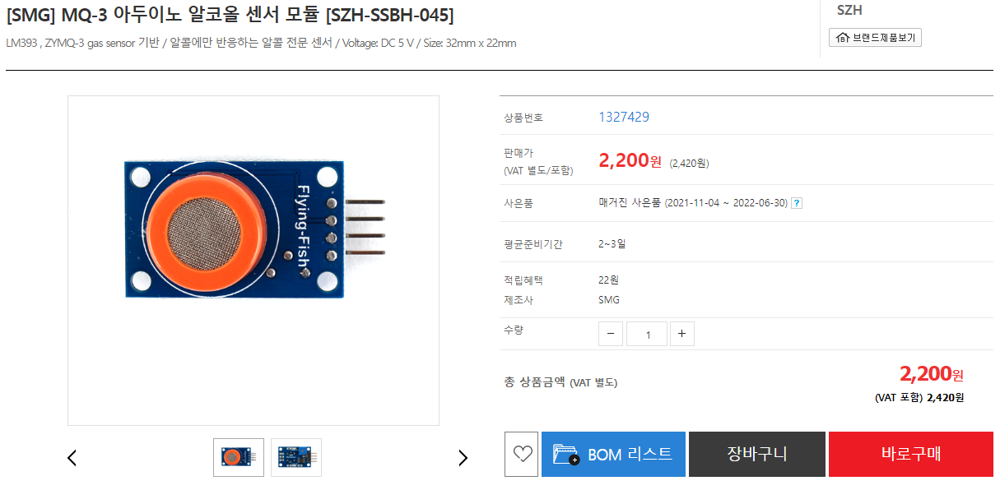 [SMG] MQ-3 아두이노 알코올 센서 모듈 [SZH-SSBH-045]
LM393 , ZYMQ-3 gas sensor 기반 / 알콜에만 반응하는 알콜 전문 센서 / Voltage: DC 5 V / Size: 32mm x 22mm
SZH
브랜드제품보기
Flying-Fish
상품번호 1327429
판매가 2,200원 (2,420원)
(VAT 별도/포함)
사은품 매거진 사은품 (2021-11-04 ~ 2022-06-30) ?
평균준비기간 2~3일
적립혜택 22원
제조사 SMG
수량 − 1 +
총 상품금액 (VAT 별도) 2,200원
(VAT 포함) 2,420원
BOM 리스트 장바구니 바로구매